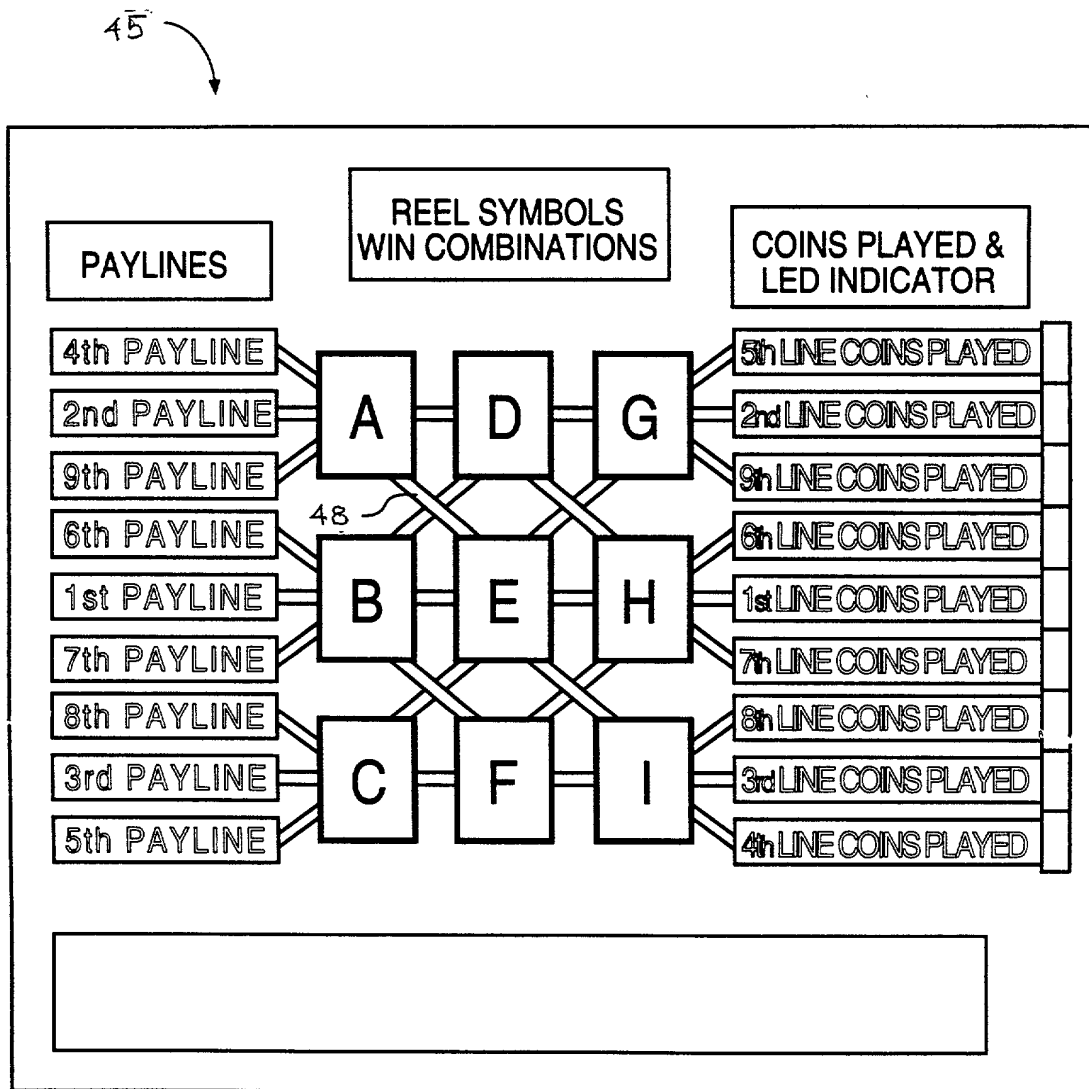 45
REEL SYMBOLS
WIN COMBINATIONS
PAYLINES
COINS PLAYED &
LED INDICATOR
4th PAYLINE
2nd PAYLINE
9th PAYLINE
6th PAYLINE
1st PAYLINE
7th PAYLINE
8th PAYLINE
3rd PAYLINE
5th PAYLINE
A D G
48
B E H
C F I
5th LINE COINS PLAYED
2nd LINE COINS PLAYED
9th LINE COINS PLAYED
6th LINE COINS PLAYED
1st LINE COINS PLAYED
7th LINE COINS PLAYED
8th LINE COINS PLAYED
3rd LINE COINS PLAYED
4th LINE COINS PLAYED